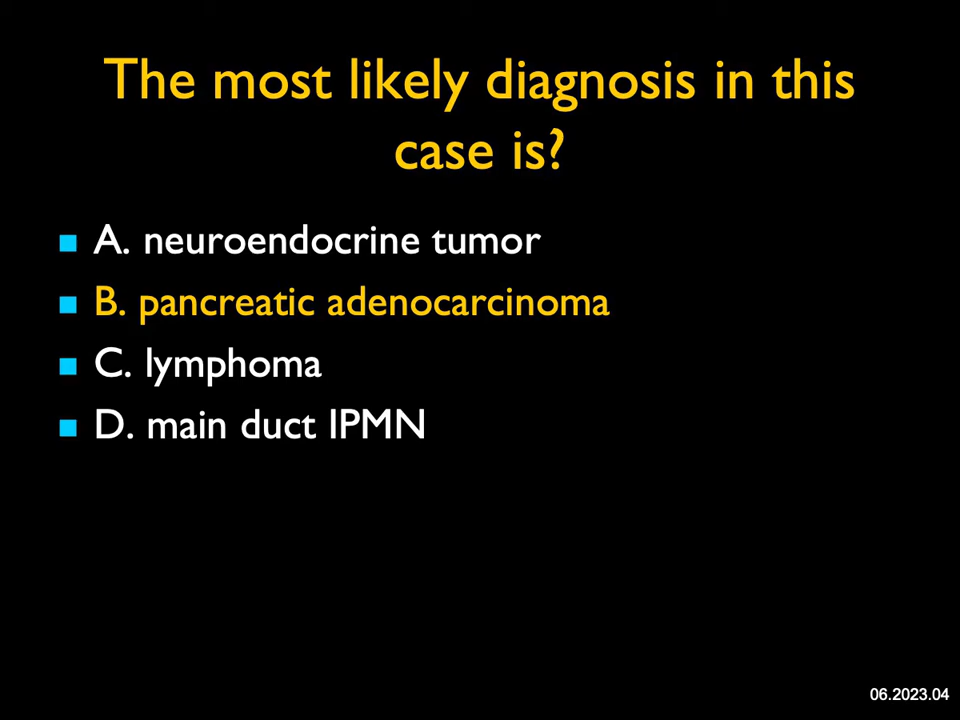 The most likely diagnosis in this
case is?
A. neuroendocrine tumor
B. pancreatic adenocarcinoma
C. lymphoma
D. main duct IPMN
06.2023.04